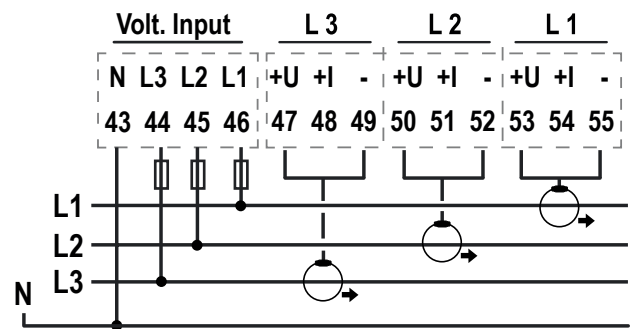 Volt. Input L 3 L 2 L 1
N L3 L2 L1 +U +I - +U +I - +U +I -
43 44 45 46 47 48 49 50 51 52 53 54 55
L1
L2
L3
N